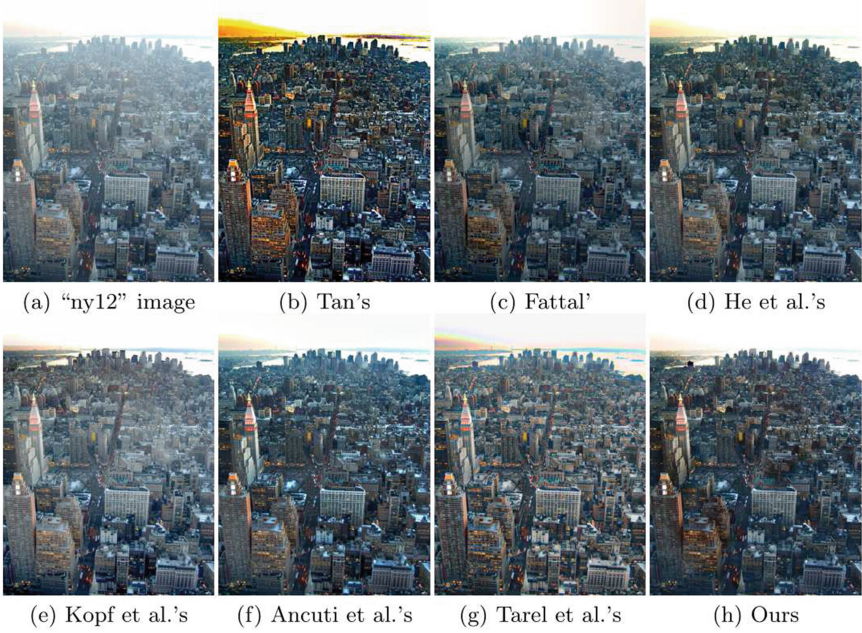 (a) “ny12” image
(b) Tan's
(c) Fattal'
(d) He et al.'s
(e) Kopf et al.'s
(f) Ancuti et al.'s
(g) Tarel et al.'s
(h) Ours